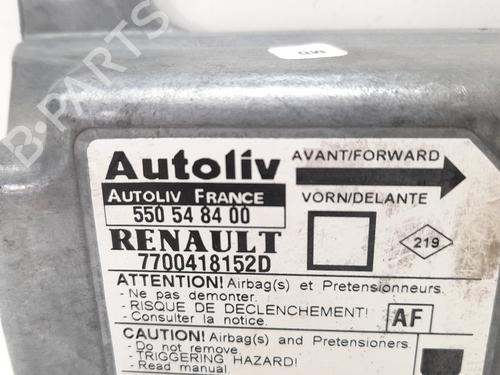 Autoliv
AVANT/FORWARD
AUTOLIV FRANCE
550 54 84 00
VORN/DELANTE
RENAULT
7700418152D
219
ATTENTION! Airbag(s) et Pretensionneurs.
- Ne pas demonter.
- RISQUE DE DECLENCHEMENT!
- Consulter la notice.
AF
CAUTION! Airbag(s) and Pretensioners.
- Do not remove.
- TRIGGERING HAZARD!
- Read manual.
B-PARTS